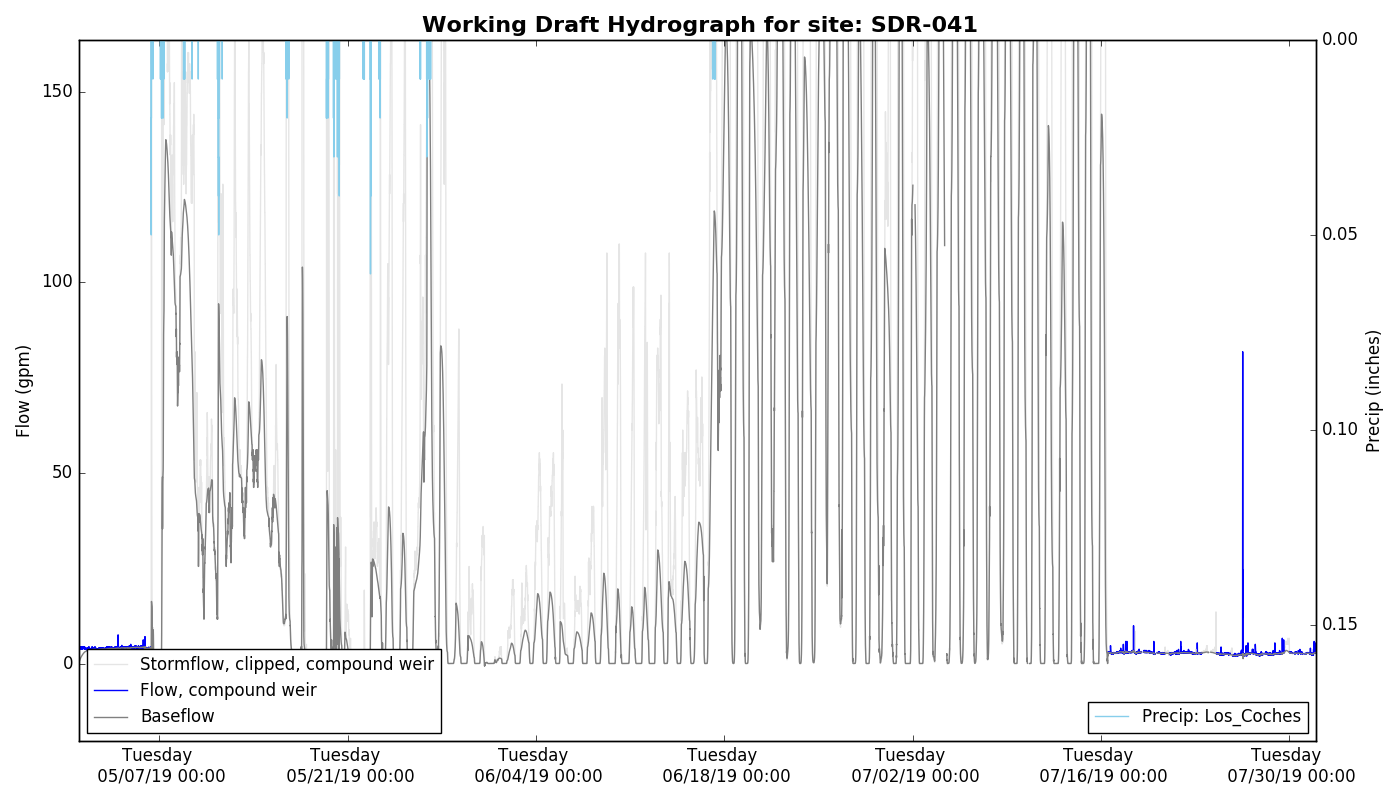 Working Draft Hydrograph for site: SDR-041
150
100
50
0
Flow (gpm)
0.00
0.05
0.10
0.15
Precip (inches)
Stormflow, clipped, compound weir
Flow, compound weir
Baseflow
Precip: Los_Coches
Tuesday
05/07/19 00:00
Tuesday
05/21/19 00:00
Tuesday
06/04/19 00:00
Tuesday
06/18/19 00:00
Tuesday
07/02/19 00:00
Tuesday
07/16/19 00:00
Tuesday
07/30/19 00:00